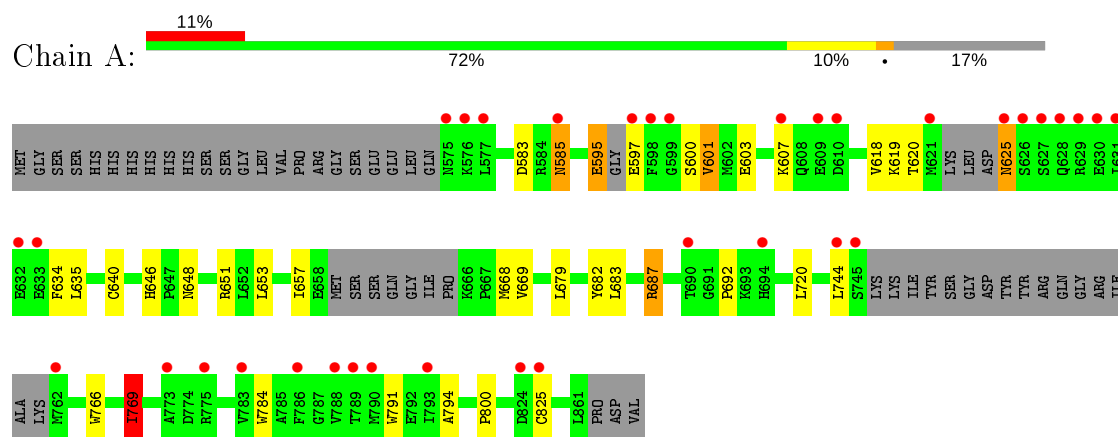 11%
Chain A:
72% 10% • 17%
MET GLY SER SER HIS HIS HIS HIS HIS HIS SER SER GLY LEU VAL PRO ARG GLY SER GLU GLU LEU GLN N575 K576 L577 D583 R584 N585 E595 GLY E597 F598 G599 S600 V601 M602 E603 K607 Q608 E609 D610 V618 K619 T620 M621 LYS LEU ASP N625 S626 S627 Q628 R629 E630 I631
E632 E633 F634 L635 C640 H646 P647 N648 R651 L652 L653 I657 E658 MET SER SER GLN GLY ILE PRO K666 P667 M668 V669 L679 Y682 L683 R687 T690 G691 P692 K693 H694 L720 L744 S745 LYS LYS ILE TYR SER GLY ASP TYR TYR ARG GLN GLY ARG ILE
ALA LYS M762 W766 I769 A773 D774 R775 V783 W784 A785 F786 G787 V788 T789 M790 W791 E792 I793 A794 P800 D824 C825 L861 PRO ASP VAL